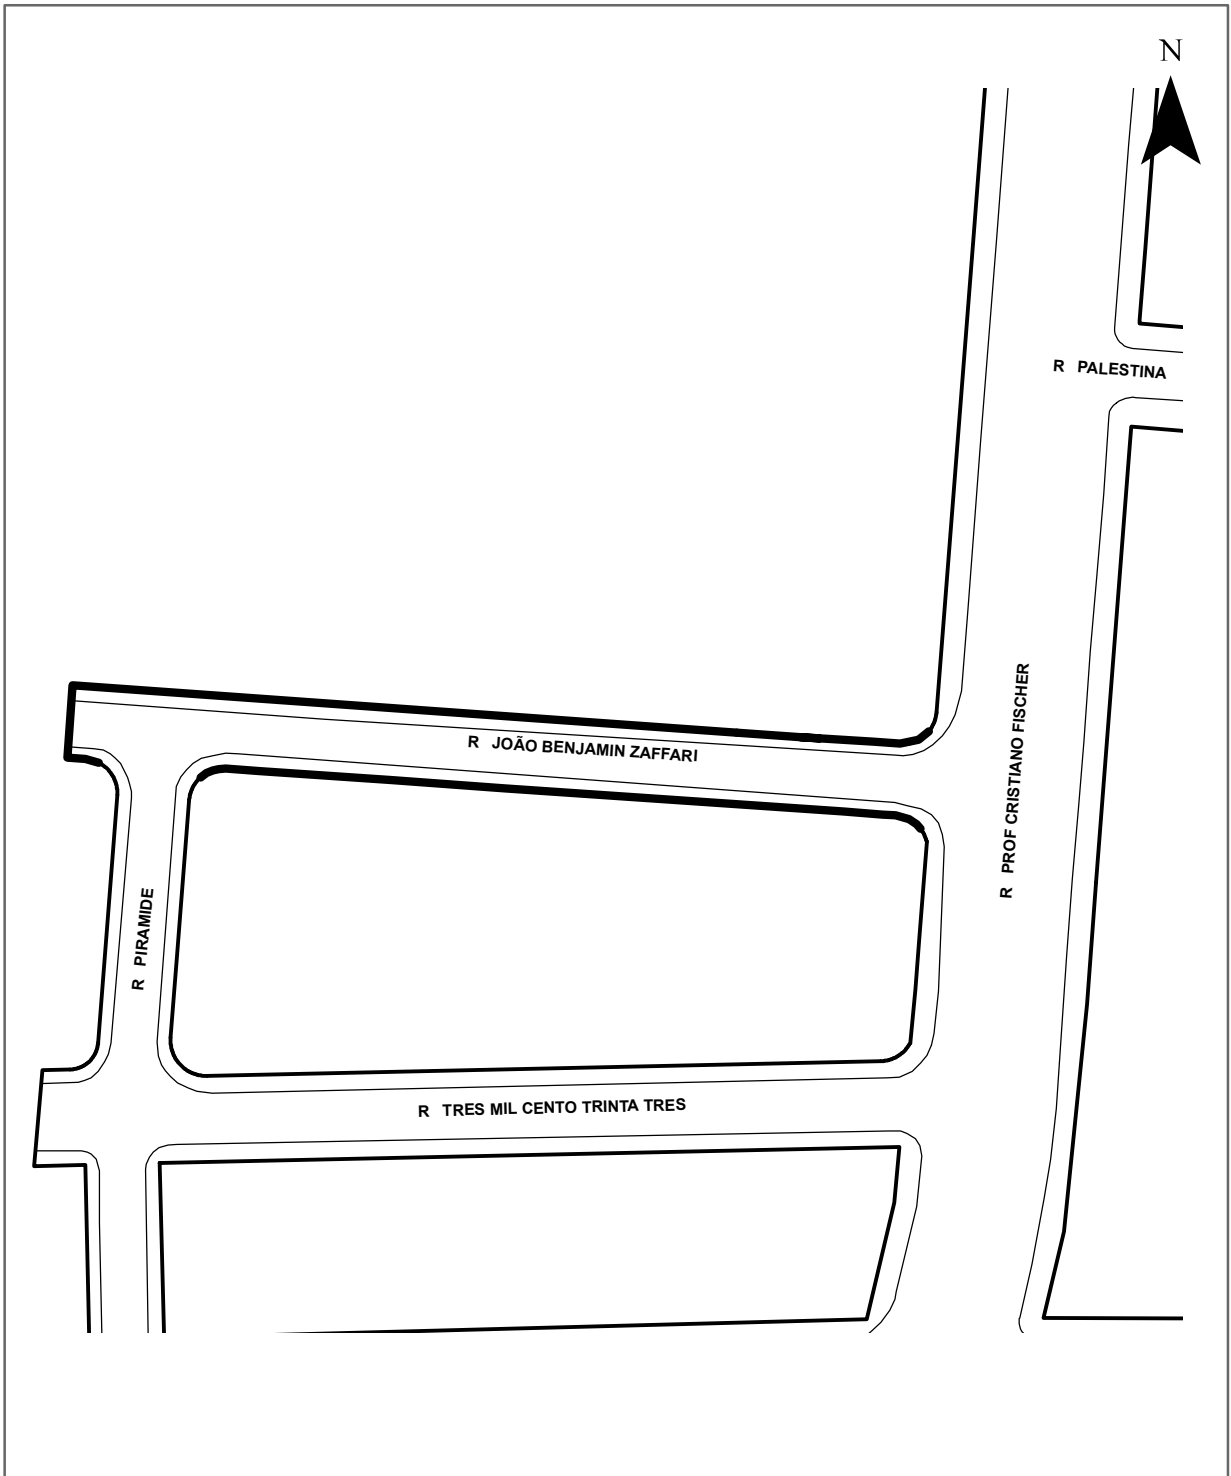 N
R PALESTINA
R PROF CRISTIANO FISCHER
R JOÃO BENJAMIN ZAFFARI
R PIRAMIDE
R TRES MIL CENTO TRINTA TRES